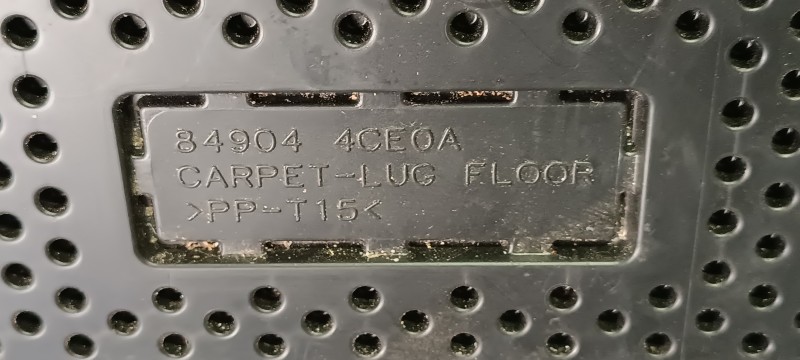 84904 4CE0A
CARPET-LUG FLOOR
>PP-T15<